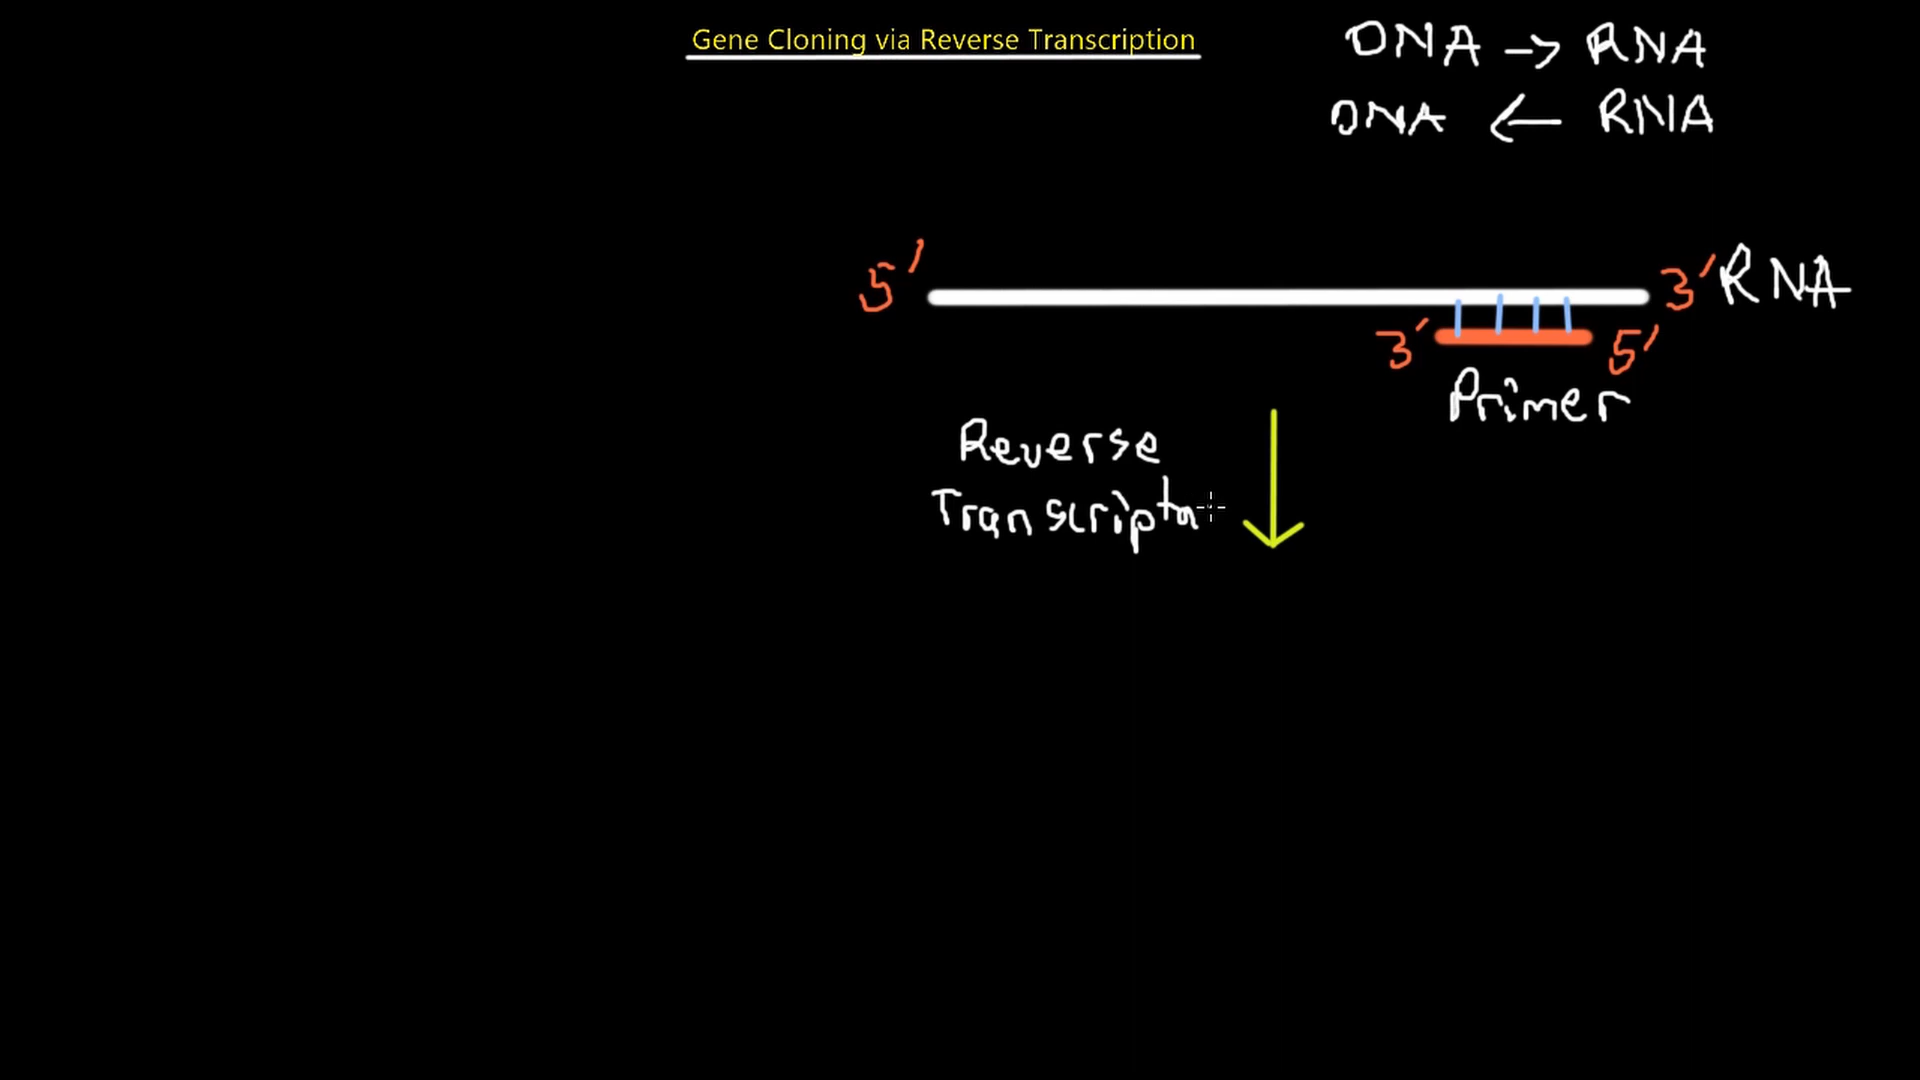 Gene Cloning via Reverse Transcription
DNA → RNA
DNA ← RNA
5' 3' RNA
3' 5'
Primer
Reverse
Transcripta